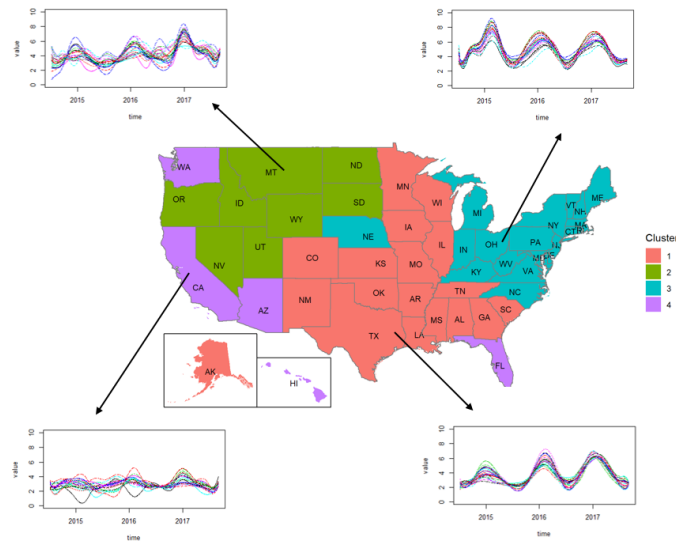 10
8
6
4
2
0
value
2015 2016 2017
time
10
8
6
4
2
0
value
2015 2016 2017
time
WA
MT
ND
MN
ME
OR
ID
SD
WI
MI
VT
NH
WY
NY
MA
IA
NE
CT
PA
NV
UT
IL
IN
OH
NJ
CO
KS
MO
WV
VA
KY
CA
NC
TN
OK
AR
SC
AZ
NM
MS
AL
GA
TX
LA
FL
AK
HI
Cluster
1
2
3
4
10
8
6
4
2
0
value
2015 2016 2017
time
10
8
6
4
2
0
value
2015 2016 2017
time